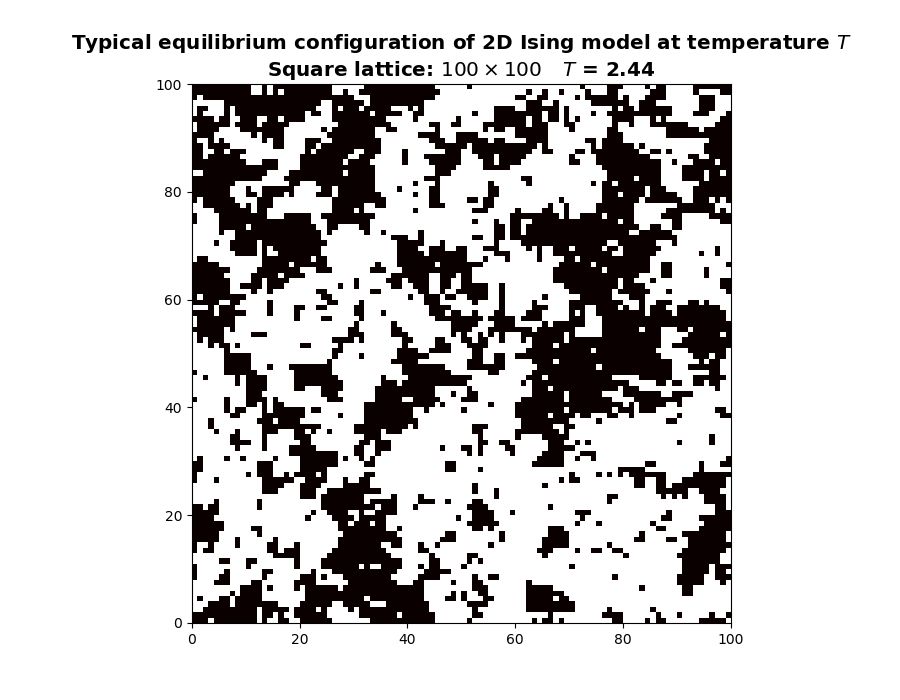 Typical equilibrium configuration of 2D Ising model at temperature T
Square lattice: 100 × 100 T = 2.44
100
80
60
40
20
0
0 20 40 60 80 100